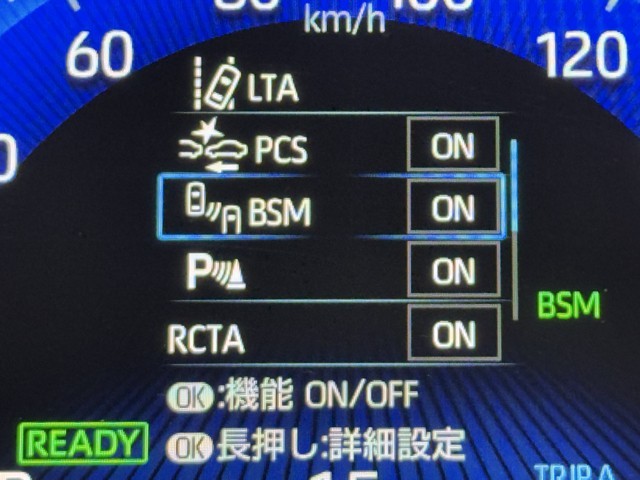 km/h
60
120
LTA
PCS ON
BSM ON
P ON
BSM
RCTA ON
OK:機能 ON/OFF
READY
OK長押し:詳細設定